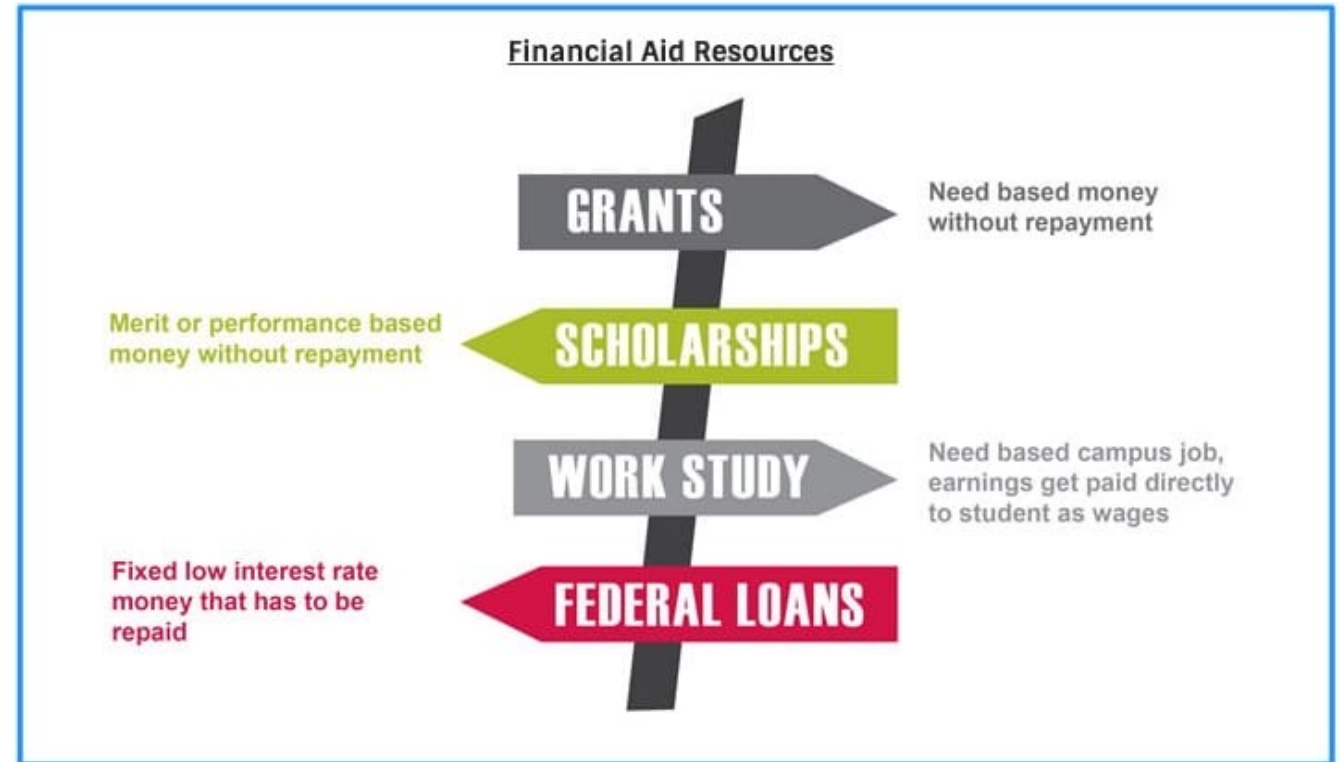 Financial Aid Resources
GRANTS
Need based money
without repayment
Merit or performance based
money without repayment
SCHOLARSHIPS
WORK STUDY
Need based campus job,
earnings get paid directly
to student as wages
Fixed low interest rate
money that has to be
repaid
FEDERAL LOANS